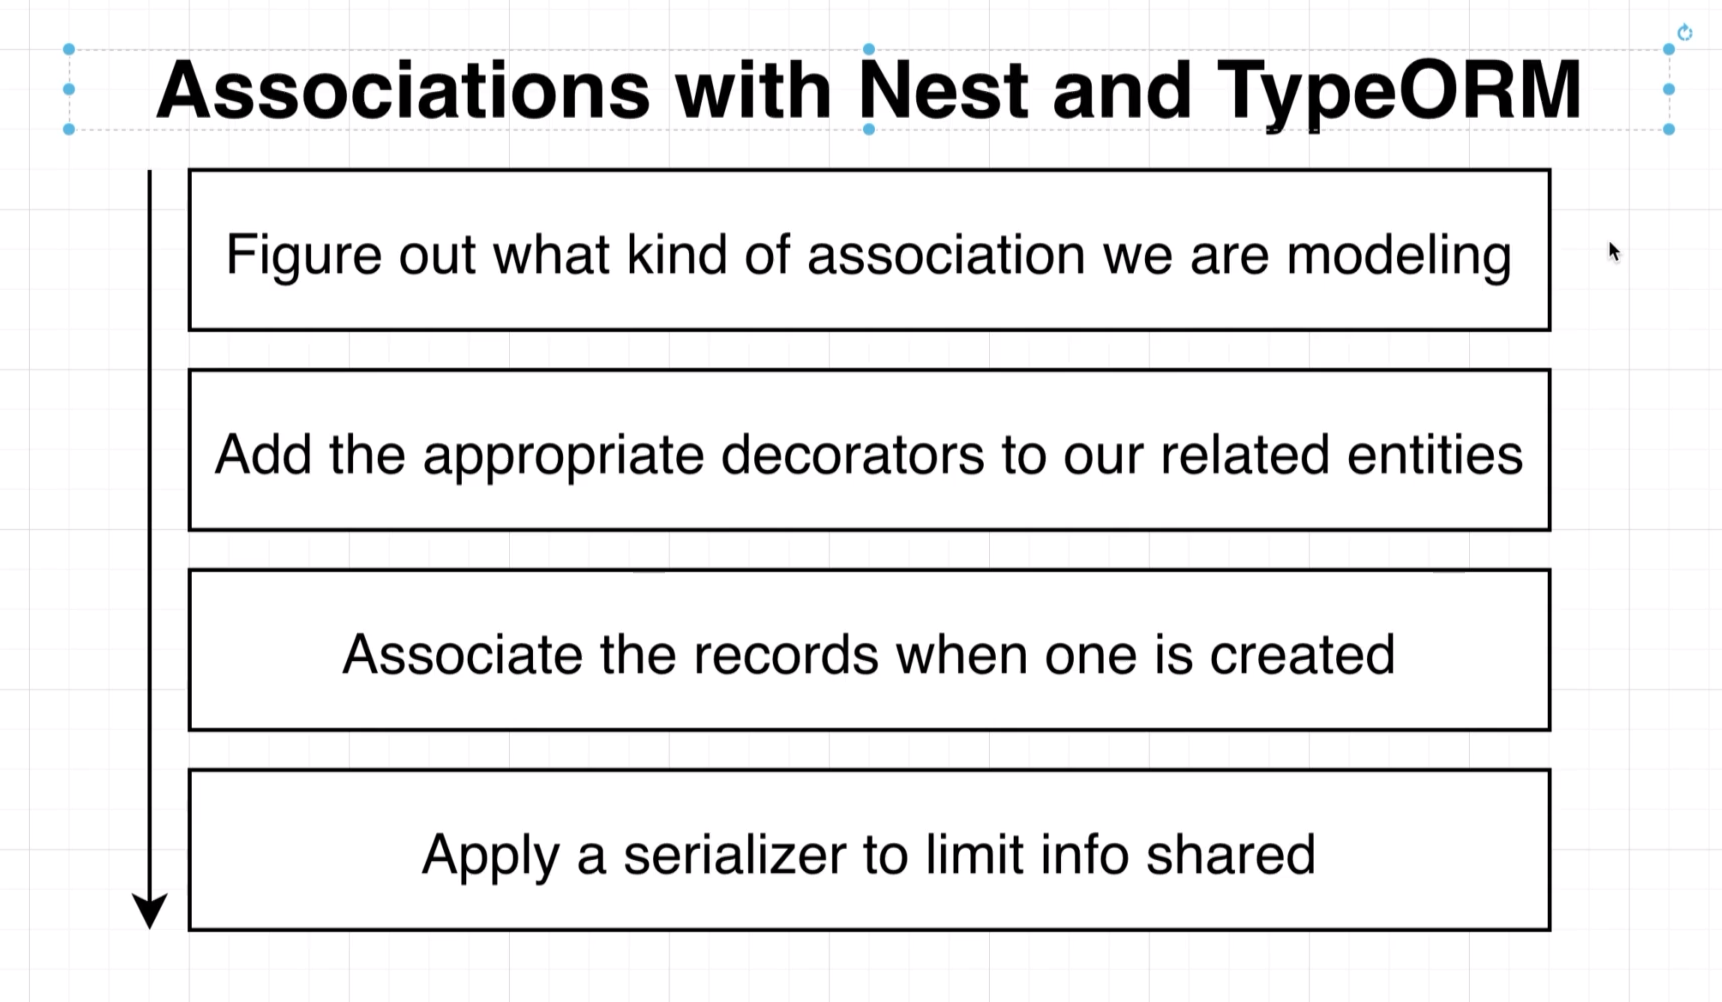 Associations with Nest and TypeORM
Figure out what kind of association we are modeling
Add the appropriate decorators to our related entities
Associate the records when one is created
Apply a serializer to limit info shared